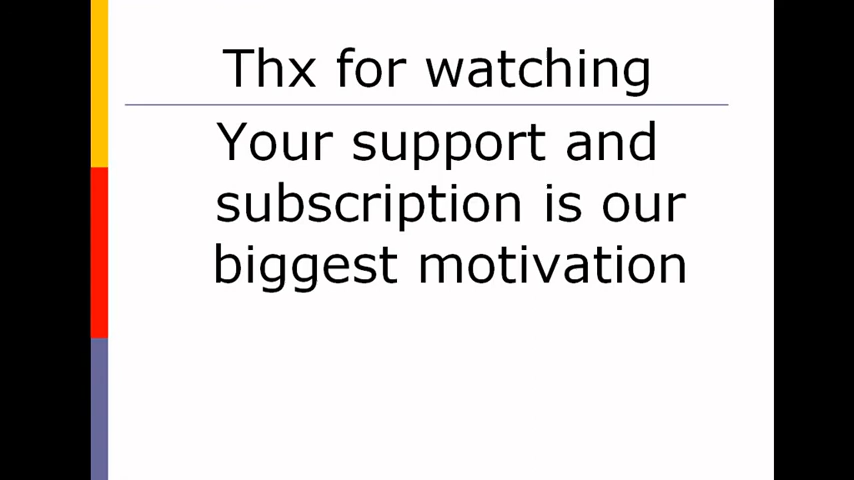 Thx for watching
Your support and
subscription is our
biggest motivation